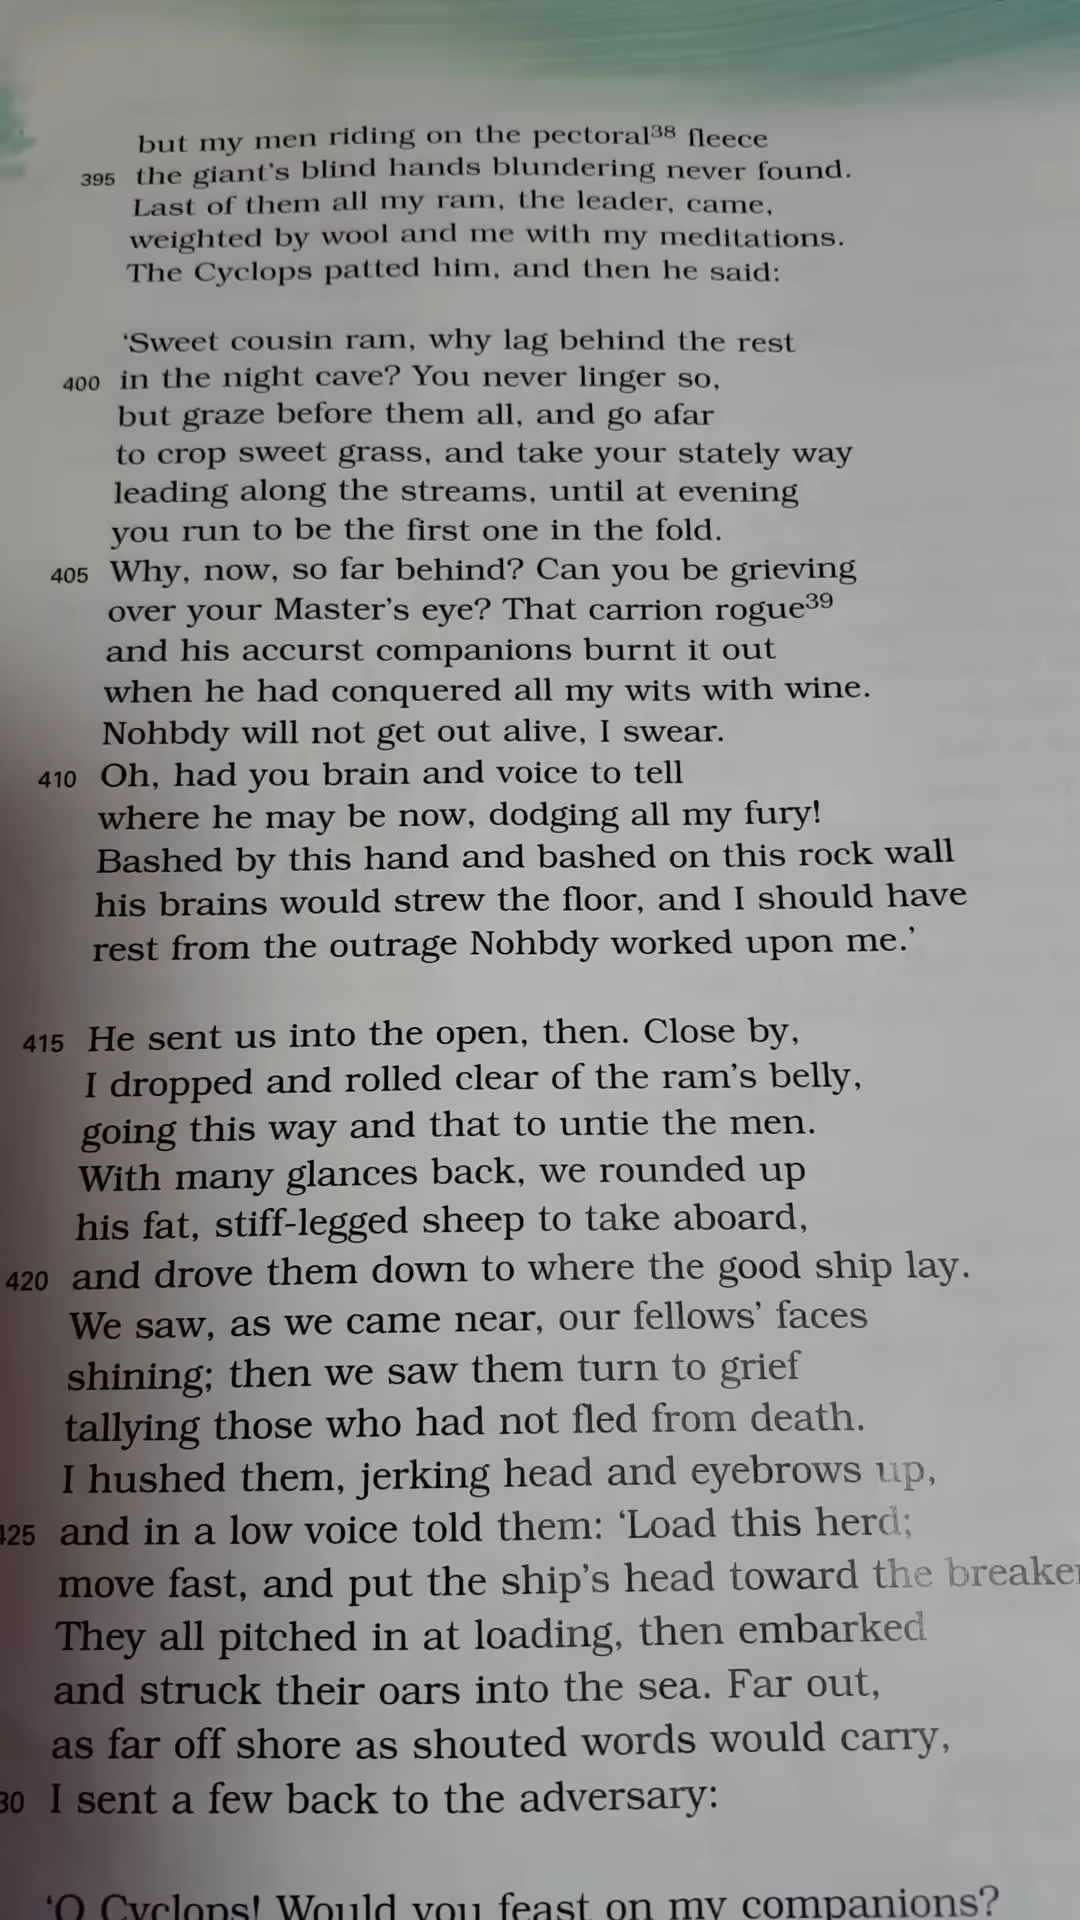 but my men riding on the pectoral38 fleece
395 the giant's blind hands blundering never found.
Last of them all my ram, the leader, came,
weighted by wool and me with my meditations.
The Cyclops patted him, and then he said:
‘Sweet cousin ram, why lag behind the rest
400 in the night cave? You never linger so,
but graze before them all, and go afar
to crop sweet grass, and take your stately way
leading along the streams, until at evening
you run to be the first one in the fold.
405 Why, now, so far behind? Can you be grieving
over your Master's eye? That carrion rogue39
and his accurst companions burnt it out
when he had conquered all my wits with wine.
Nohbdy will not get out alive, I swear.
410 Oh, had you brain and voice to tell
where he may be now, dodging all my fury!
Bashed by this hand and bashed on this rock wall
his brains would strew the floor, and I should have
rest from the outrage Nohbdy worked upon me.’
415 He sent us into the open, then. Close by,
I dropped and rolled clear of the ram's belly,
going this way and that to untie the men.
With many glances back, we rounded up
his fat, stiff-legged sheep to take aboard,
420 and drove them down to where the good ship lay.
We saw, as we came near, our fellows’ faces
shining; then we saw them turn to grief
tallying those who had not fled from death.
I hushed them, jerking head and eyebrows up,
425 and in a low voice told them: ‘Load this herd;
move fast, and put the ship's head toward the
They all pitched in at loading, then embarked
and struck their oars into the sea. Far out,
as far off shore as shouted words would carry,
30 I sent a few back to the adversary:
‘O Cyclops! Would you feast on my companions?